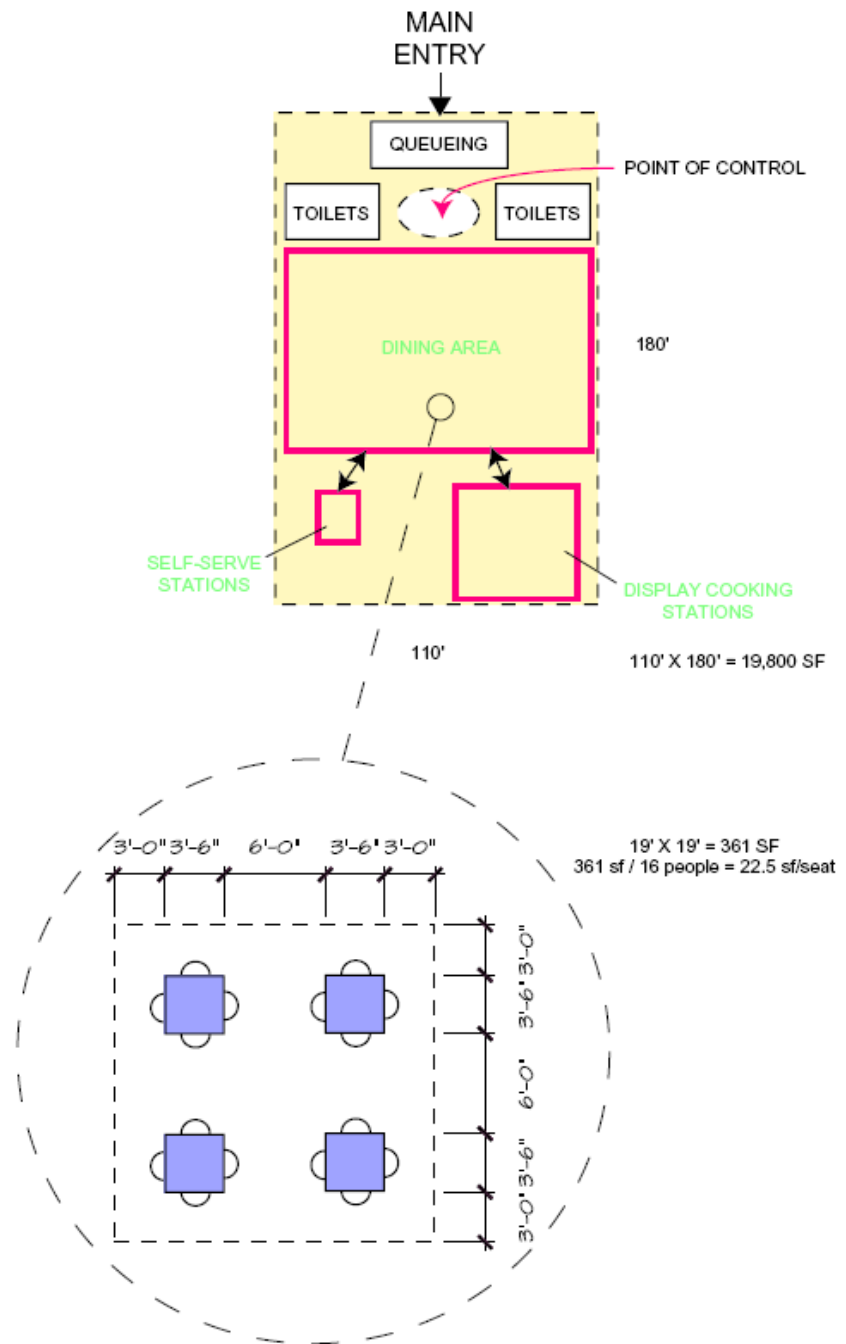 MAIN
ENTRY
QUEUEING
POINT OF CONTROL
TOILETS
TOILETS
DINING AREA
180'
SELF-SERVE
STATIONS
DISPLAY COOKING
STATIONS
110'
110' X 180' = 19,800 SF
19' X 19' = 361 SF
361 sf / 16 people = 22.5 sf/seat
3'-0" 3'-6" 6'-0" 3'-6" 3'-0"
3'-0"
3'-6"
6'-0"
3'-6"
3'-0"